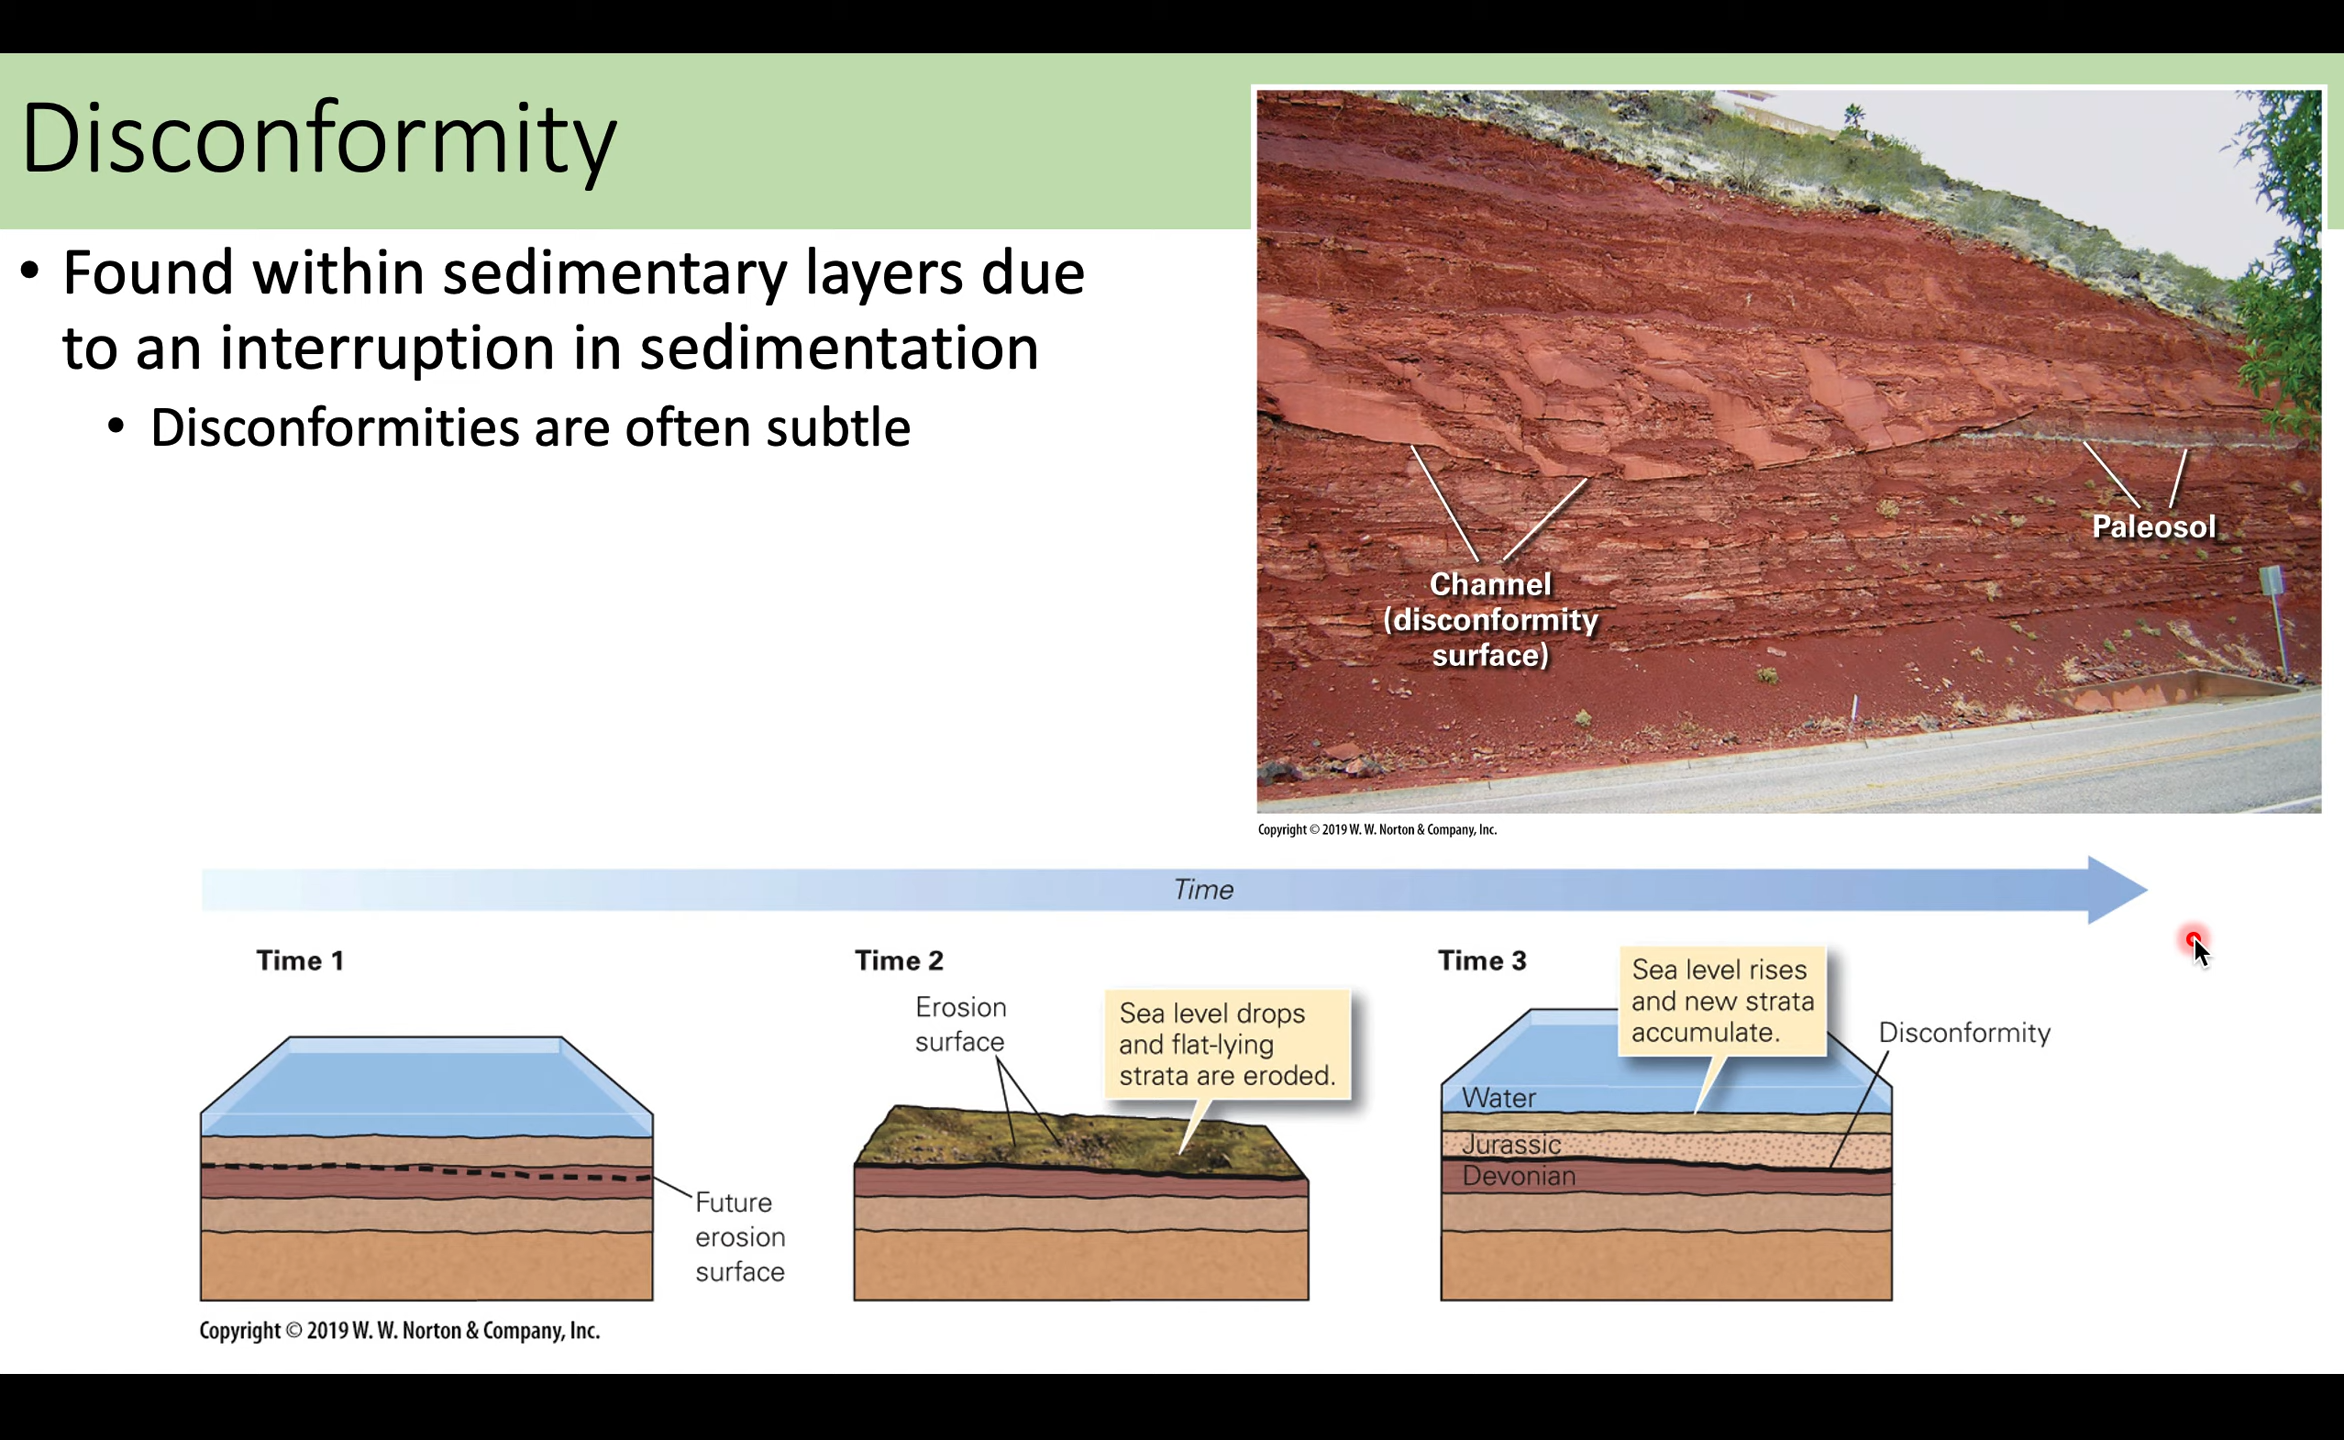 Disconformity
• Found within sedimentary layers due
to an interruption in sedimentation
• Disconformities are often subtle
Channel
(disconformity
surface)
Paleosol
Copyright © 2019 W. W. Norton & Company, Inc.
Time
Time 1
Future
erosion
surface
Time 2
Erosion
surface
Sea level drops
and flat-lying
strata are eroded.
Time 3
Sea level rises
and new strata
accumulate.
Disconformity
Water
Jurassic
Devonian
Copyright © 2019 W. W. Norton & Company, Inc.